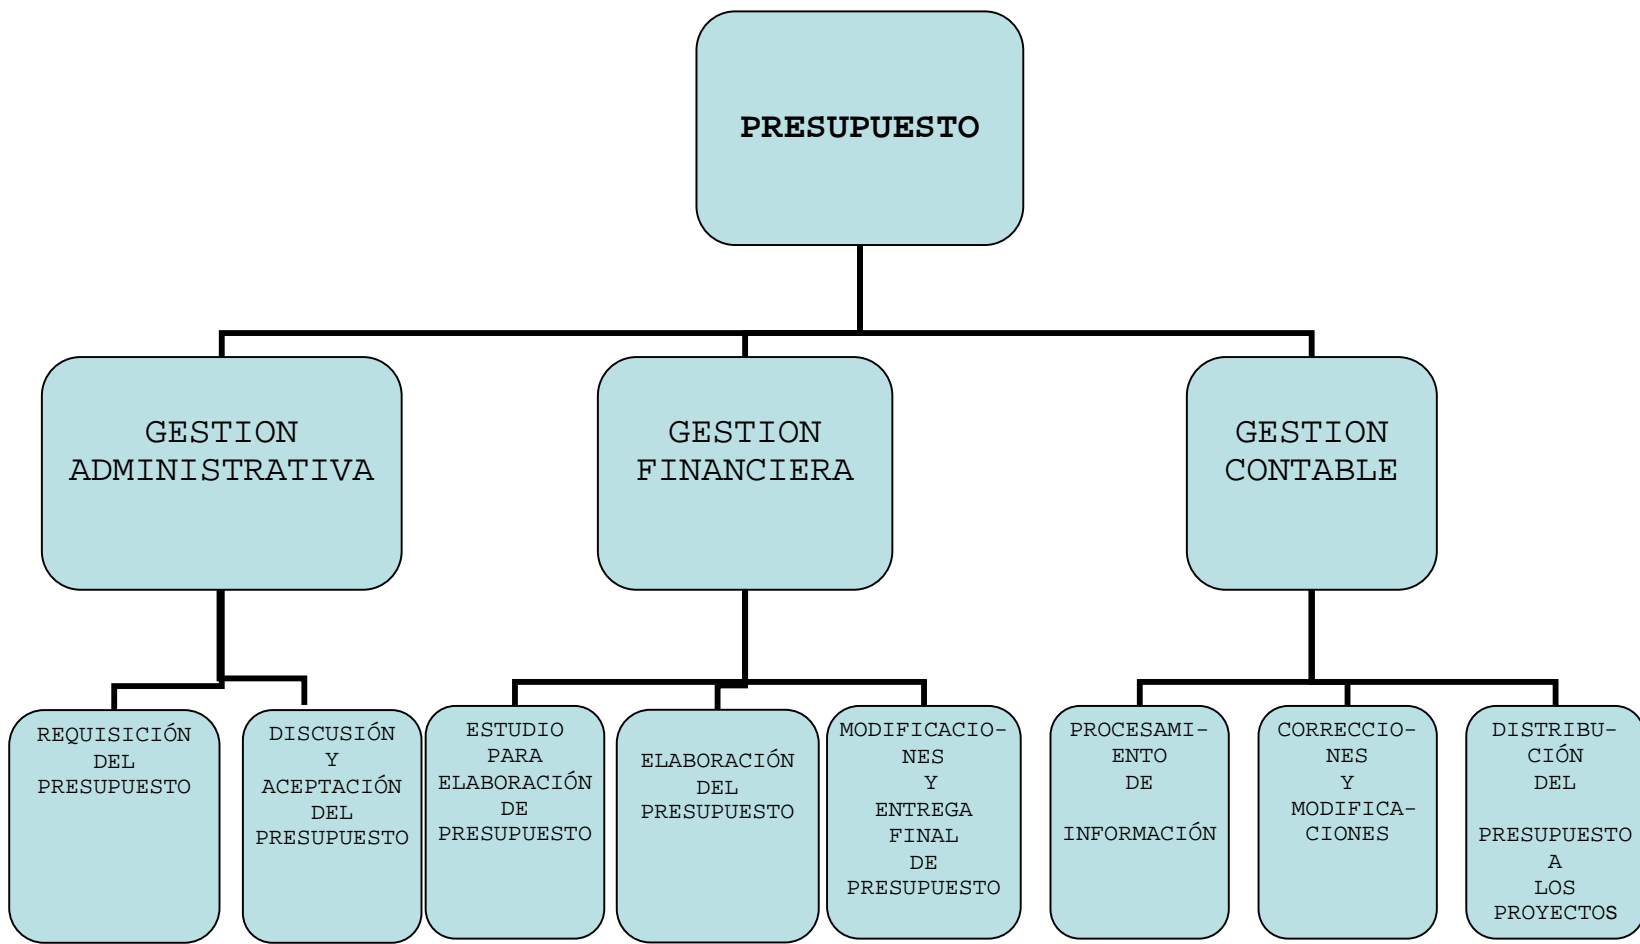 PRESUPUESTO
GESTION
ADMINISTRATIVA
GESTION
FINANCIERA
GESTION
CONTABLE
REQUISICIÓN
DEL
PRESUPUESTO
DISCUSIÓN
Y
ACEPTACIÓN
DEL
PRESUPUESTO
ESTUDIO
PARA
ELABORACIÓN
DE
PRESUPUESTO
ELABORACIÓN
DEL
PRESUPUESTO
MODIFICACIO-
NES
Y
ENTREGA
FINAL
DE
PRESUPUESTO
PROCESAMI-
ENTO
DE
INFORMACIÓN
CORRECCIO-
NES
Y
MODIFICA-
CIONES
DISTRIBU-
CIÓN
DEL
PRESUPUESTO
A
LOS
PROYECTOS